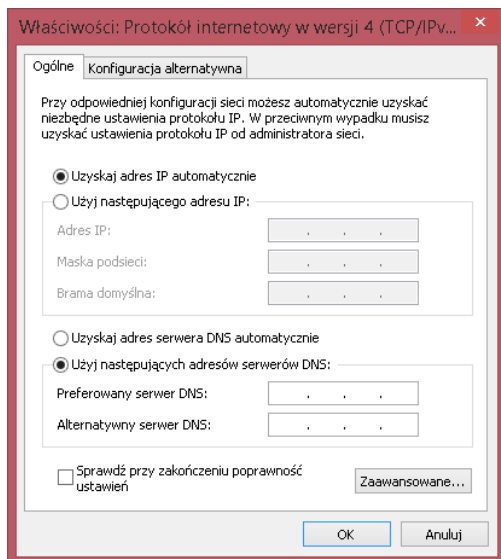 Właściwości: Protokół internetowy w wersji 4 (TCP/IPv...
Ogólne
Konfiguracja alternatywna
Przy odpowiedniej konfiguracji sieci możesz automatycznie uzyskać
niezbędne ustawienia protokołu IP. W przeciwnym wypadku musisz
uzyskać ustawienia protokołu IP od administratora sieci.
Uzyskaj adres IP automatycznie
Użyj następującego adresu IP:
Adres IP:
Maska podsieci:
Brama domyślna:
Uzyskaj adres serwera DNS automatycznie
Użyj następujących adresów serwerów DNS:
Preferowany serwer DNS:
Alternatywny serwer DNS:
Sprawdź przy zakończeniu poprawność
ustawień
Zaawansowane...
OK
Anuluj